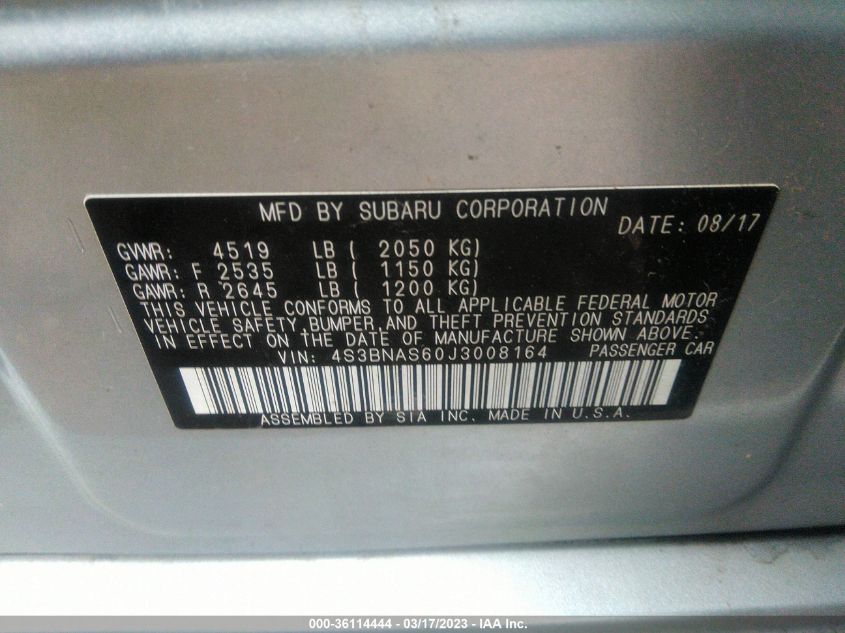 MFD BY SUBARU CORPORATION DATE: 08/17
GVWR: 4519 LB ( 2050 KG)
GAWR: F 2535 LB ( 1150 KG)
GAWR: R 2645 LB ( 1200 KG)
THIS VEHICLE CONFORMS TO ALL APPLICABLE FEDERAL MOTOR
VEHICLE SAFETY, BUMPER, AND THEFT PREVENTION STANDARDS
IN EFFECT ON THE DATE OF MANUFACTURE SHOWN ABOVE.
VIN: 4S3BNAS60J3008164 PASSENGER CAR
ASSEMBLED BY SIA INC. MADE IN U.S.A.
000-36114444 - 03/17/2023 - IAA Inc.